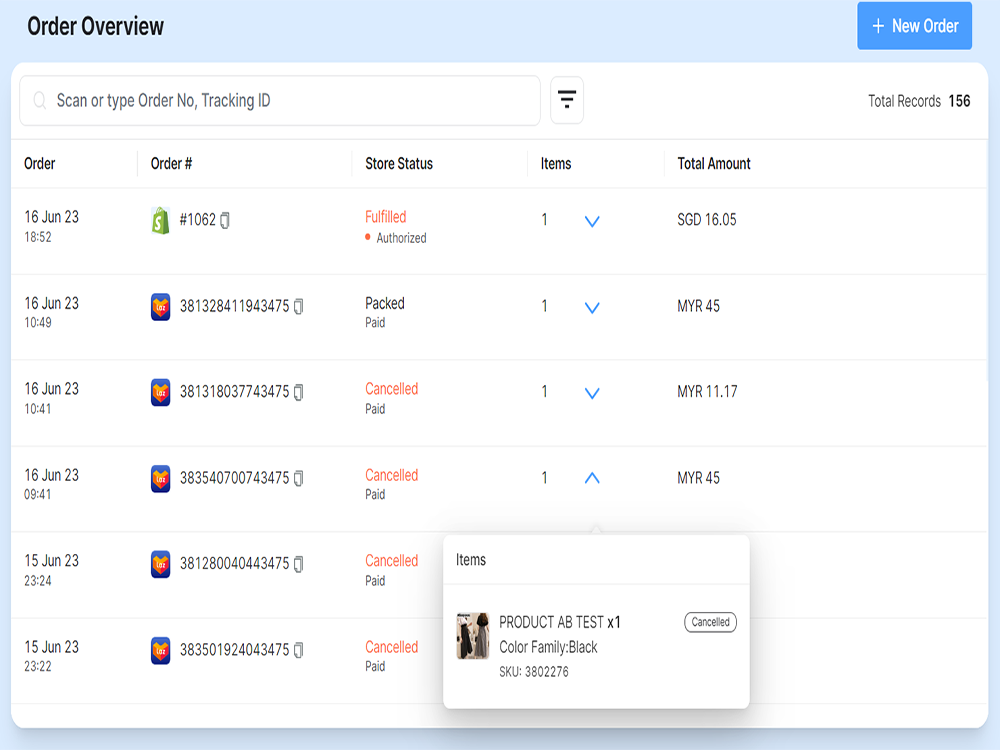 Order Overview
+ New Order
Scan or type Order No, Tracking ID
Total Records 156
Order Order # Store Status Items Total Amount
16 Jun 23 #1062 Fulfilled 1 SGD 16.05
18:52 Authorized
16 Jun 23 381328411943475 Packed 1 MYR 45
10:49 Paid
16 Jun 23 381318037743475 Cancelled 1 MYR 11.17
10:41 Paid
16 Jun 23 383540700743475 Cancelled 1 MYR 45
09:41 Paid
15 Jun 23 381280040443475 Cancelled
23:24 Paid
15 Jun 23 383501924043475 Cancelled
23:22 Paid
Items
PRODUCT AB TEST x1 Cancelled
Color Family:Black
SKU: 3802276